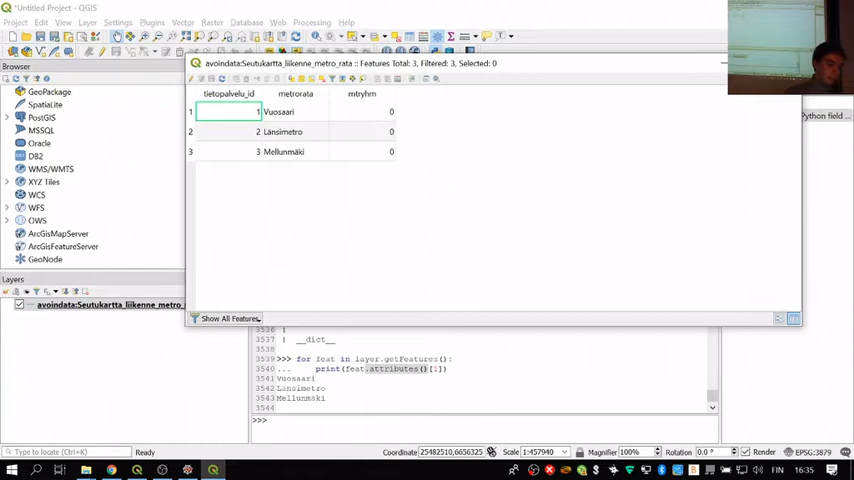 *Untitled Project - QGIS
Project Edit View Layer Settings Plugins Vector Raster Database Web Processing Help
Browser
GeoPackage
SpatiaLite
PostGIS
MSSQL
Oracle
DB2
WMS/WMTS
XYZ Tiles
WCS
WFS
OWS
ArcGisMapServer
ArcGisFeatureServer
GeoNode
Layers
avoindata:Seutukartta_liikenne_metro_
avoindata:Seutukartta_liikenne_metro_rata :: Features Total: 3, Filtered: 3, Selected: 0
tietopalvelu_id metrorata mtryhm
1 1 Vuosaari 0
2 2 Länsimetro 0
3 3 Mellunmäki 0
Show All Features
Python field ...
3536 |
3537 | __dict__
3538
3539 >>> for feat in layer.getFeatures():
3540 ... print(feat.attributes()[1])
3541 Vuosaari
3542 Länsimetro
3543 Mellunmäki
3544
>>>
Type to locate (Ctrl+K) Ready Coordinate 25482510,6656325 Scale 1:457940 Magnifier 100% Rotation 0.0 ° Render EPSG:3879
FIN 16:35